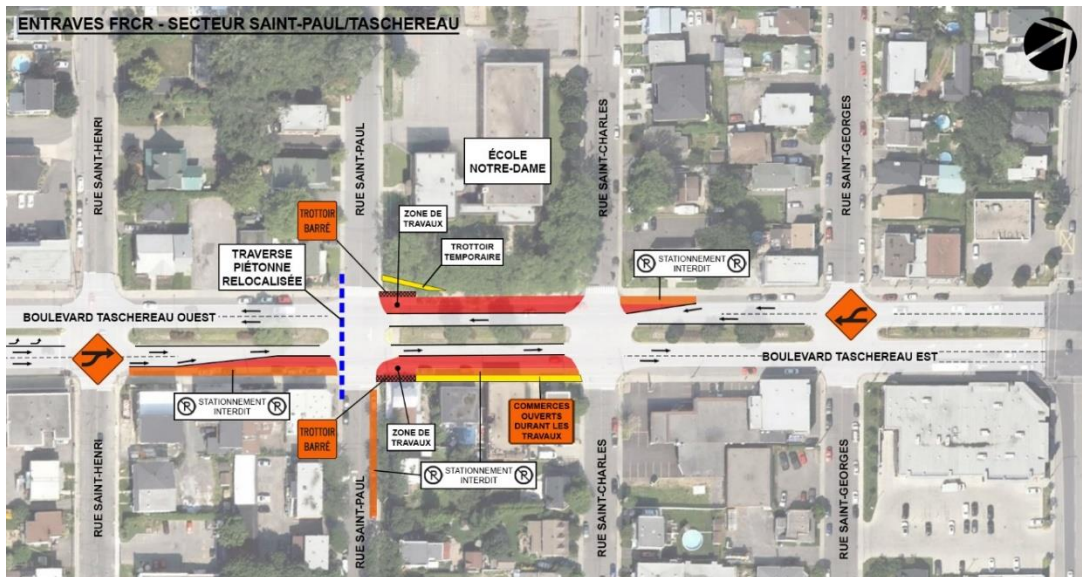 ENTRAVES FRCR - SECTEUR SAINT-PAUL/TASCHEREAU
RUE SAINT-HENRI
RUE SAINT-PAUL
RUE SAINT-CHARLES
RUE SAINT-GEORGES
ÉCOLE
NOTRE-DAME
TROTTOIR
BARRÉ
ZONE DE
TRAVAUX
TROTTOIR
TEMPORAIRE
TRAVERSE
PIÉTONNE
RELOCALISÉE
P STATIONNEMENT P
INTERDIT
BOULEVARD TASCHEREAU OUEST
BOULEVARD TASCHEREAU EST
P STATIONNEMENT P
INTERDIT
TROTTOIR
BARRÉ
ZONE DE
TRAVAUX
COMMERCES
OUVERTS
DURANT LES
TRAVAUX
P STATIONNEMENT P
INTERDIT
RUE SAINT-HENRI
RUE SAINT-PAUL
RUE SAINT-CHARLES
RUE SAINT-GEORGES